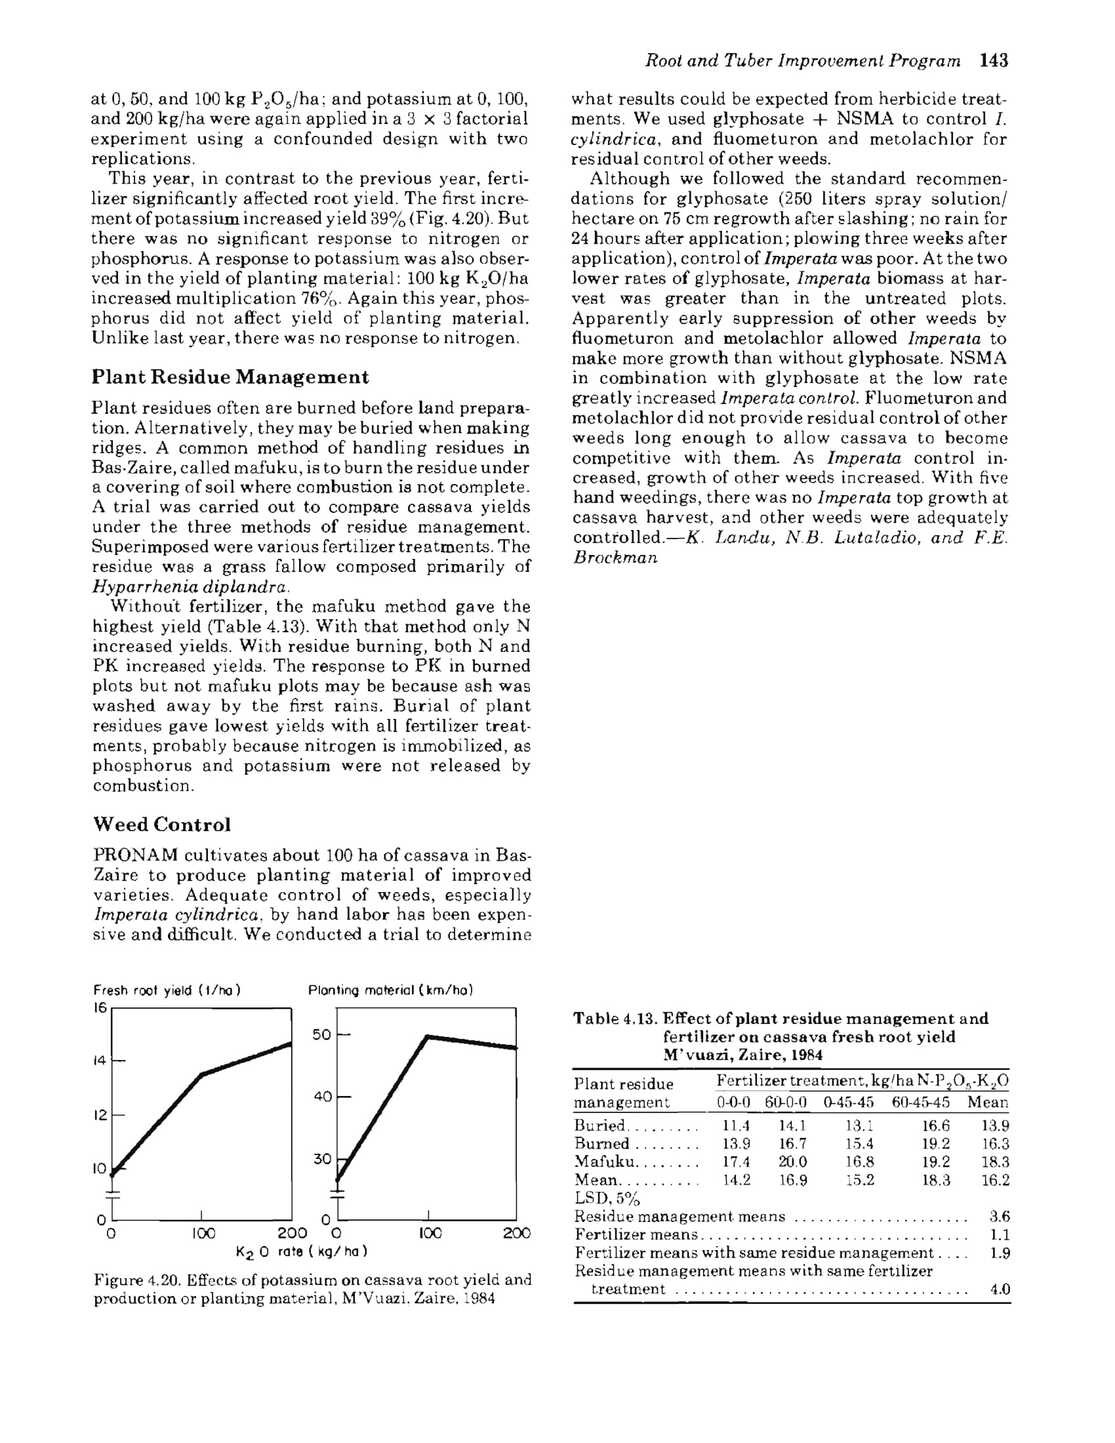 Root and Tuber Improvement Program 143
at 0, 50, and 100 kg P₂O₅/ha; and potassium at 0, 100,
and 200 kg/ha were again applied in a 3 × 3 factorial
experiment using a confounded design with two
replications.
This year, in contrast to the previous year, ferti-
lizer significantly affected root yield. The first incre-
ment of potassium increased yield 39% (Fig. 4.20). But
there was no significant response to nitrogen or
phosphorus. A response to potassium was also obser-
ved in the yield of planting material: 100 kg K₂O/ha
increased multiplication 76%. Again this year, phos-
phorus did not affect yield of planting material.
Unlike last year, there was no response to nitrogen.
Plant Residue Management
Plant residues often are burned before land prepara-
tion. Alternatively, they may be buried when making
ridges. A common method of handling residues in
Bas-Zaire, called mafuku, is to burn the residue under
a covering of soil where combustion is not complete.
A trial was carried out to compare cassava yields
under the three methods of residue management.
Superimposed were various fertilizer treatments. The
residue was a grass fallow composed primarily of
Hyparrhenia diplandra.
Without fertilizer, the mafuku method gave the
highest yield (Table 4.13). With that method only N
increased yields. With residue burning, both N and
PK increased yields. The response to PK in burned
plots but not mafuku plots may be because ash was
washed away by the first rains. Burial of plant
residues gave lowest yields with all fertilizer treat-
ments, probably because nitrogen is immobilized, as
phosphorus and potassium were not released by
combustion.
Weed Control
PRONAM cultivates about 100 ha of cassava in Bas-
Zaire to produce planting material of improved
varieties. Adequate control of weeds, especially
Imperata cylindrica, by hand labor has been expen-
sive and difficult. We conducted a trial to determine
what results could be expected from herbicide treat-
ments. We used glyphosate + NSMA to control I.
cylindrica, and fluometuron and metolachlor for
residual control of other weeds.
Although we followed the standard recommen-
dations for glyphosate (250 liters spray solution/
hectare on 75 cm regrowth after slashing; no rain for
24 hours after application; plowing three weeks after
application), control of Imperata was poor. At the two
lower rates of glyphosate, Imperata biomass at har-
vest was greater than in the untreated plots.
Apparently early suppression of other weeds by
fluometuron and metolachlor allowed Imperata to
make more growth than without glyphosate. NSMA
in combination with glyphosate at the low rate
greatly increased Imperata control. Fluometuron and
metolachlor did not provide residual control of other
weeds long enough to allow cassava to become
competitive with them. As Imperata control in-
creased, growth of other weeds increased. With five
hand weedings, there was no Imperata top growth at
cassava harvest, and other weeds were adequately
controlled.—K. Landu, N.B. Lutaladio, and F.E.
Brockman
Fresh root yield (t/ha) Planting material (km/ha)
16
14
12
10
0
50
40
30
0
0 100 200 0 100 200
K₂O rate (kg/ha)
Figure 4.20. Effects of potassium on cassava root yield and
production or planting material, M'Vuazi, Zaire, 1984
Table 4.13. Effect of plant residue management and
fertilizer on cassava fresh root yield
M'vuazi, Zaire, 1984
Plant residue Fertilizer treatment, kg/ha N-P₂O₅-K₂O
management 0-0-0 60-0-0 0-45-45 60-45-45 Mean
Buried......... 11.4 14.1 13.1 16.6 13.9
Burned ........ 13.9 16.7 15.4 19.2 16.3
Mafuku........ 17.4 20.0 16.8 19.2 18.3
Mean.......... 14.2 16.9 15.2 18.3 16.2
LSD, 5%
Residue management means ..................... 3.6
Fertilizer means................................ 1.1
Fertilizer means with same residue management.... 1.9
Residue management means with same fertilizer
treatment ................................... 4.0